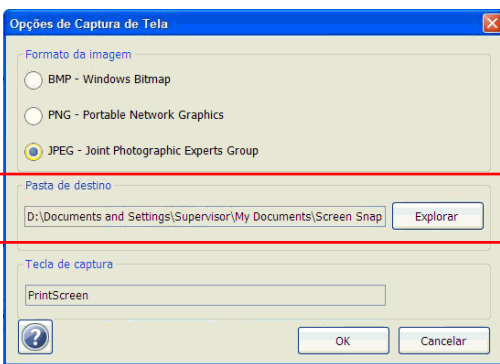 Opções de Captura de Tela
Formato da imagem
BMP - Windows Bitmap
PNG - Portable Network Graphics
JPEG - Joint Photographic Experts Group
Pasta de destino
D:\Documents and Settings\Supervisor\My Documents\Screen Snap
Explorar
Tecla de captura
PrintScreen
?
OK
Cancelar